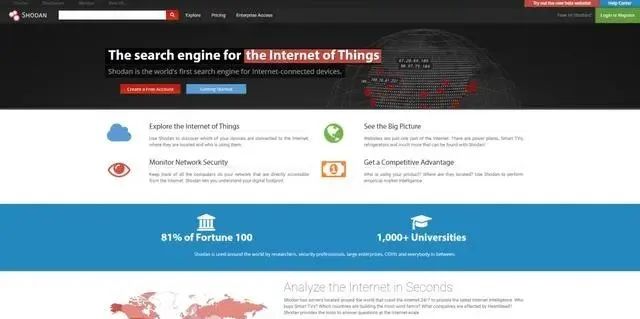 Shodan Developers
Try out the new beta website! Help Center
SHODAN Explore Pricing Enterprise Access New to Shodan? Login or Register
The search engine for the Internet of Things
Shodan is the world's first search engine for Internet-connected devices.
Create a Free Account Getting Started
Explore the Internet of Things
Use Shodan to discover which of your devices are connected to the Internet,
where they are located and who is using them.
See the Big Picture
Websites are just one part of the Internet. There are power plants, Smart TVs,
refrigerators and much more that can be found with Shodan!
Monitor Network Security
Keep track of all the computers on your network that are directly accessible
from the Internet. Shodan lets you understand your digital footprint.
Get a Competitive Advantage
Who is using your product? Where are they located? Use Shodan to perform
empirical market intelligence.
81% of Fortune 100
1,000+ Universities
Shodan is used around the world by researchers, security professionals, large enterprises, CERTs and everybody in between.
Analyze the Internet in Seconds
Shodan has servers located around the world that crawl the Internet 24/7 to provide the latest Internet intelligence. Who
buys Smart TVs? Which countries are building the most wind farms? What companies are affected by Heartbleed?
Shodan provides the tools to answer questions at the Internet-scale.